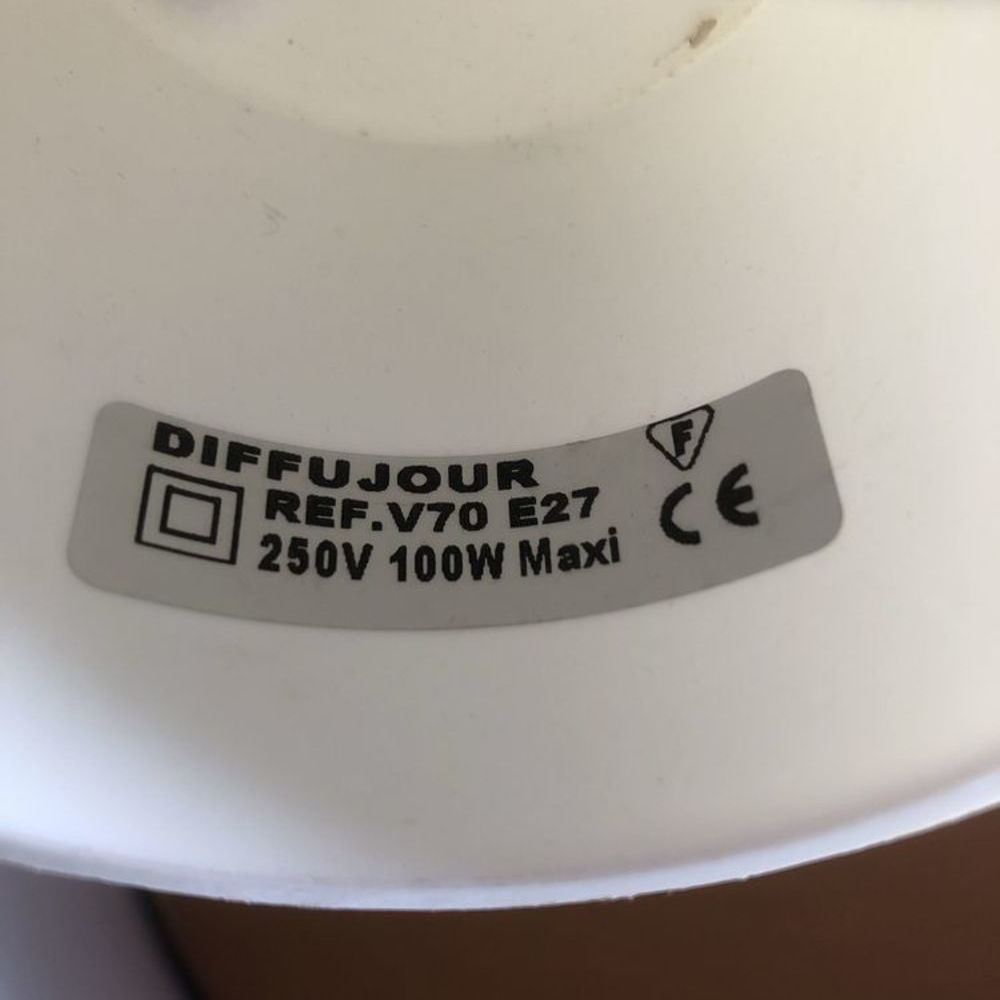 DIFFUJOUR
REF.V70 E27
250V 100W Maxi
F
CE